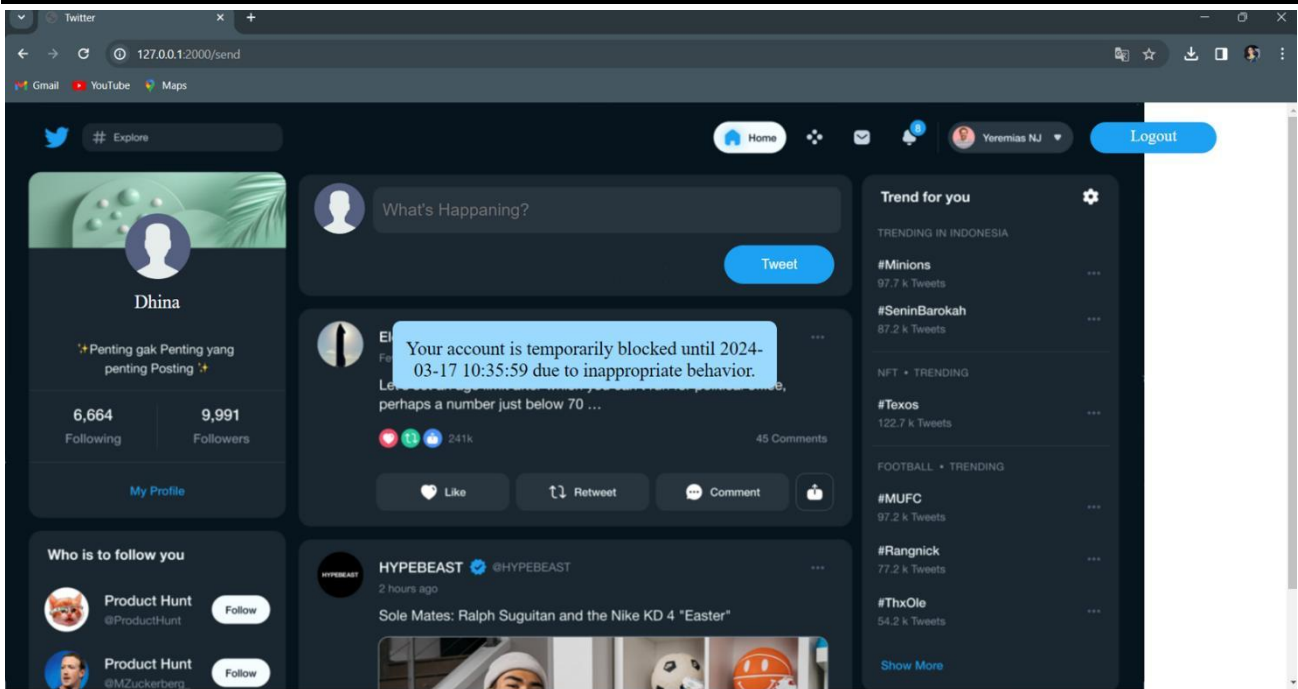 Twitter
127.0.0.1:2000/send
Gmail YouTube Maps
# Explore
Home
8
Yeremias NJ
Logout
Dhina
✨Penting gak Penting yang
penting Posting ✨
6,664 9,991
Following Followers
My Profile
Who is to follow you
Product Hunt
@ProductHunt
Follow
Product Hunt
@MZuckerberg_
Follow
What's Happaning?
Tweet
Your account is temporarily blocked until 2024-
03-17 10:35:59 due to inappropriate behavior.
perhaps a number just below 70 ...
241k 45 Comments
Like Retweet Comment
HYPEBEAST
HYPEBEAST @HYPEBEAST
2 hours ago
Sole Mates: Ralph Suguitan and the Nike KD 4 "Easter"
Trend for you
TRENDING IN INDONESIA
#Minions
97.7 k Tweets
#SeninBarokah
87.2 k Tweets
NFT • TRENDING
#Texos
122.7 k Tweets
FOOTBALL • TRENDING
#MUFC
97.2 k Tweets
#Rangnick
77.2 k Tweets
#ThxOle
54.2 k Tweets
Show More